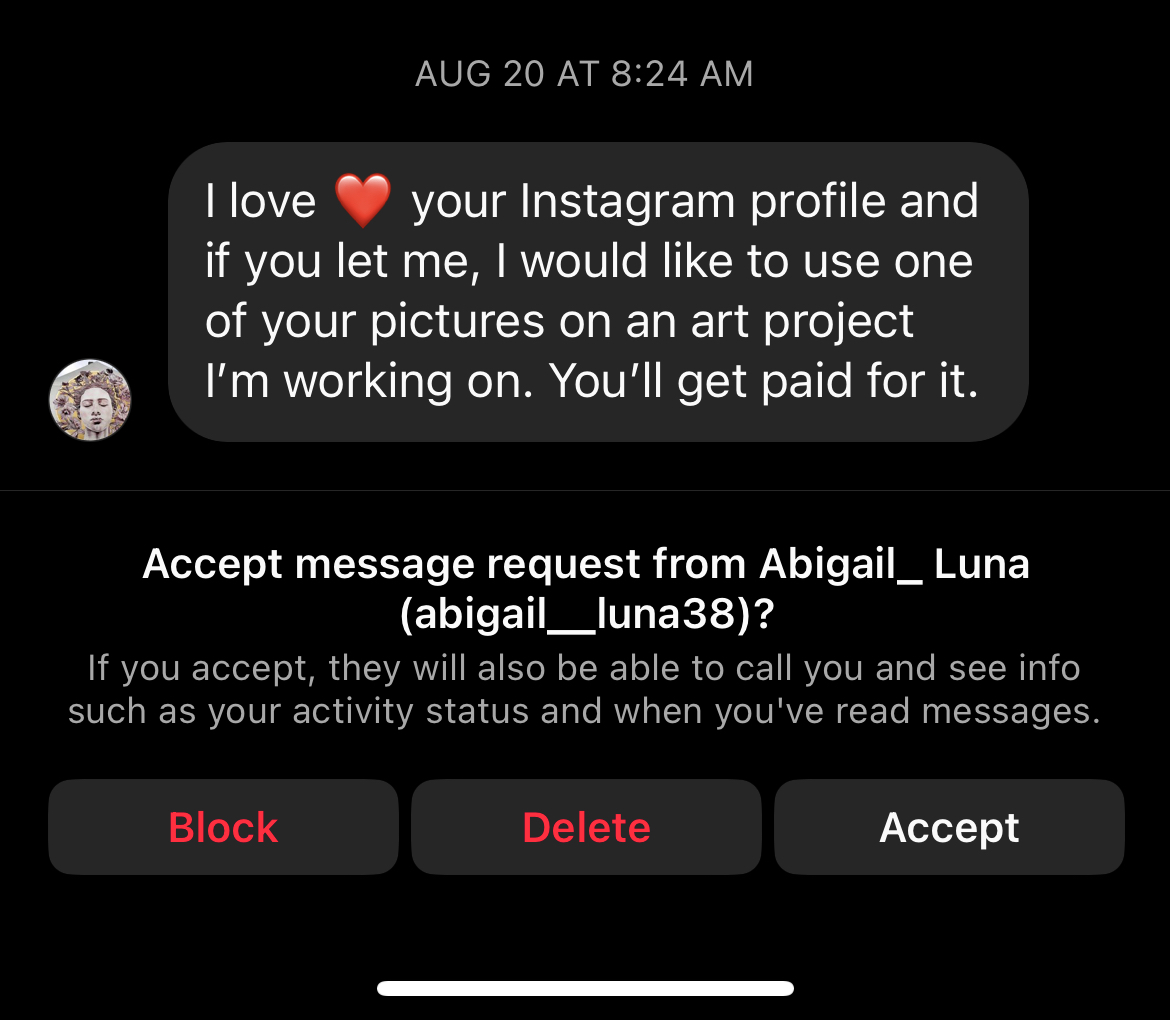 AUG 20 AT 8:24 AM
I love ❤️ your Instagram profile and
if you let me, I would like to use one
of your pictures on an art project
I’m working on. You’ll get paid for it.
Accept message request from Abigail_ Luna
(abigail__luna38)?
If you accept, they will also be able to call you and see info
such as your activity status and when you've read messages.
Block Delete Accept